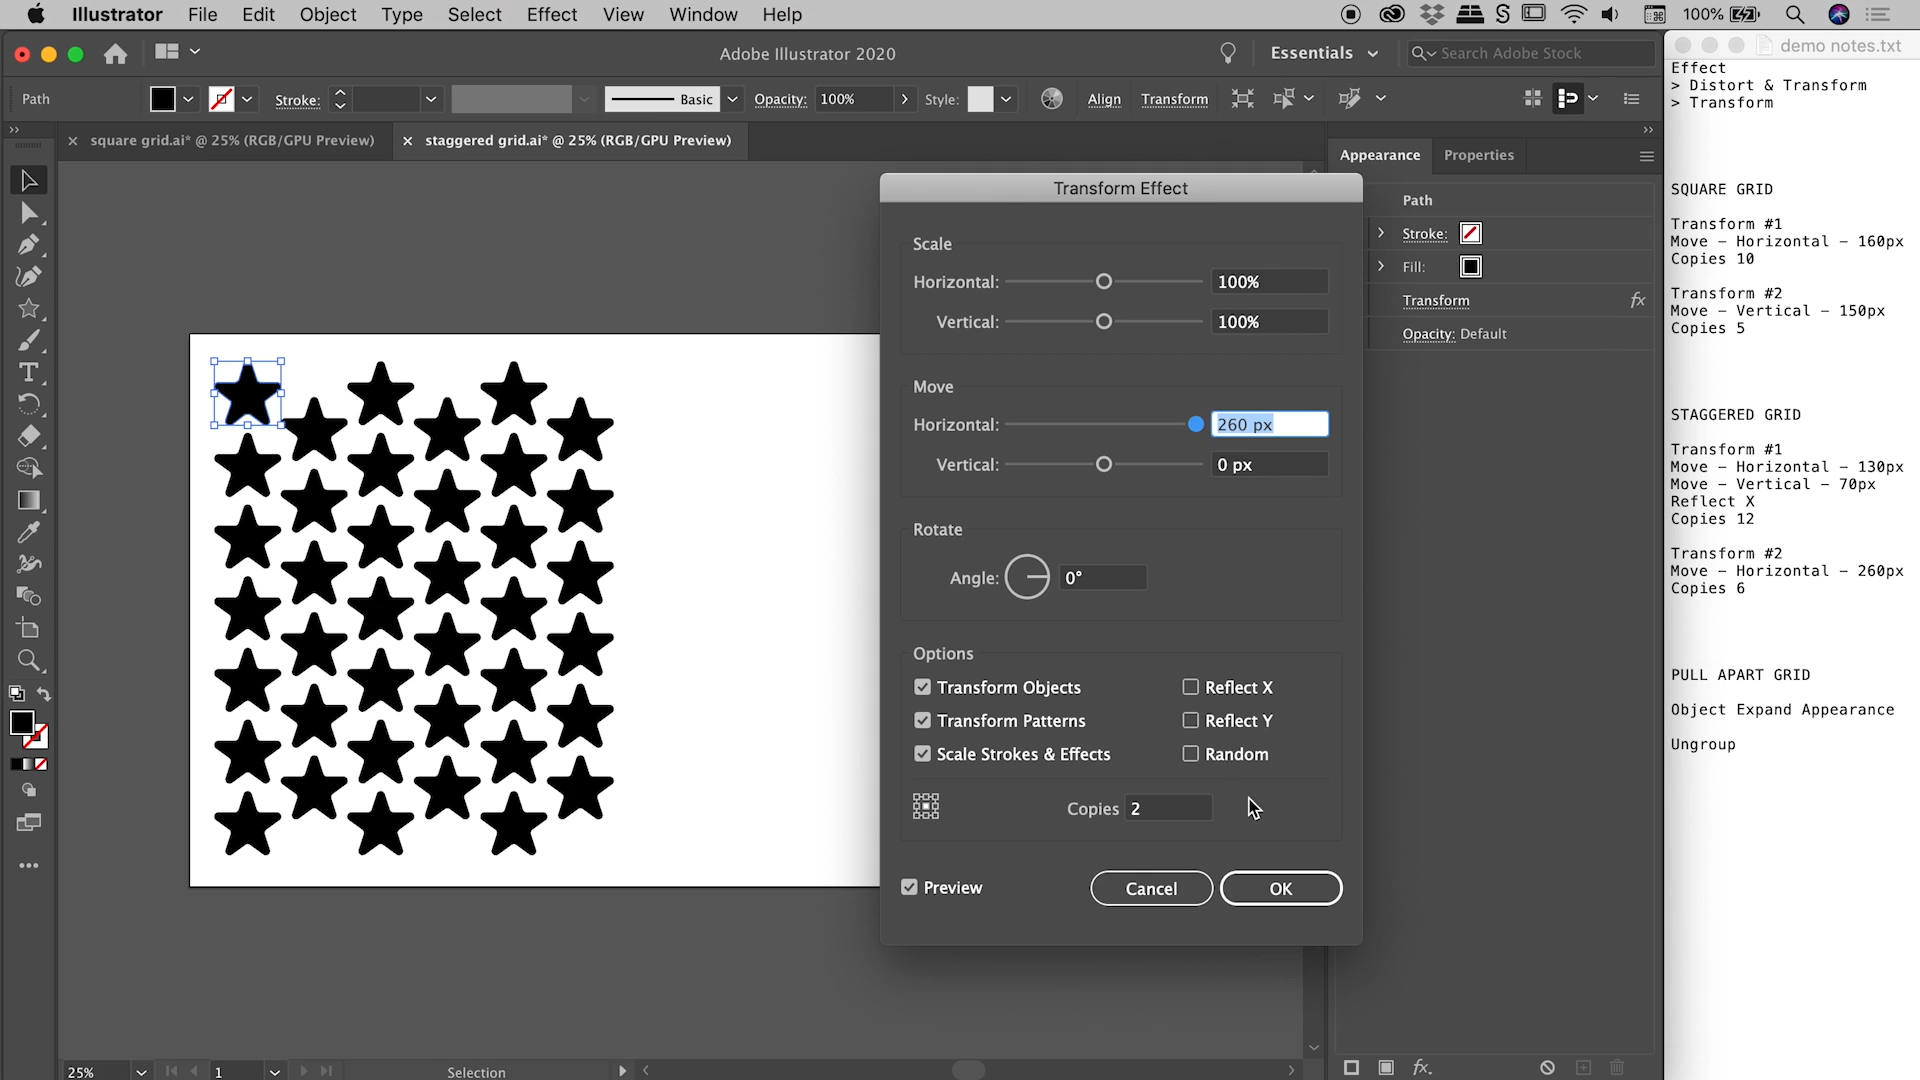 Illustrator File Edit Object Type Select Effect View Window Help 100%
Adobe Illustrator 2020 Essentials Search Adobe Stock demo notes.txt
Path Stroke: Basic Opacity: 100% Style: Align Transform
square grid.ai* @ 25% (RGB/GPU Preview) staggered grid.ai* @ 25% (RGB/GPU Preview)
Transform Effect
Scale
Horizontal: 100%
Vertical: 100%
Move
Horizontal: 260 px
Vertical: 0 px
Rotate
Angle: 0°
Options
Transform Objects Reflect X
Transform Patterns Reflect Y
Scale Strokes & Effects Random
Copies 2
Preview Cancel OK
Appearance Properties
Path
Stroke:
Fill:
Transform fx
Opacity: Default
Effect
> Distort & Transform
> Transform
SQUARE GRID
Transform #1
Move – Horizontal – 160px
Copies 10
Transform #2
Move – Vertical – 150px
Copies 5
STAGGERED GRID
Transform #1
Move – Horizontal – 130px
Move – Vertical – 70px
Reflect X
Copies 12
Transform #2
Move – Horizontal – 260px
Copies 6
PULL APART GRID
Object Expand Appearance
Ungroup
25% 1 Selection fx.